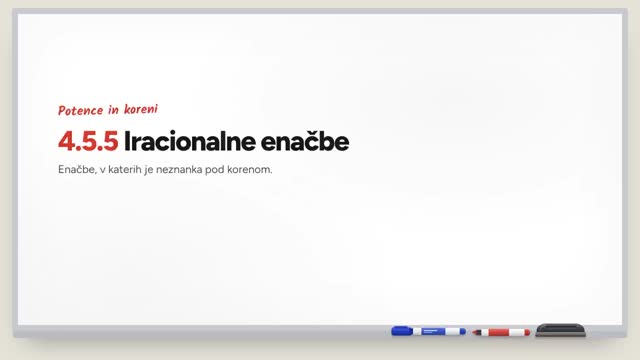 Potence in koreni
4.5.5 Iracionalne enačbe
Enačbe, v katerih je neznanka pod korenom.